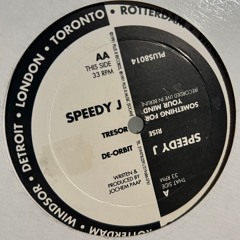 ROTTERDAM
TORONTO • LONDON • DETROIT • WINDSOR • ROTTERDAM
AA
THIS SIDE
33 RPM
SPEEDY J
TRESOR
DE-ORBIT
WRITTEN &
PRODUCED BY
JOCHEM PAAP
PLUS8014
SOMETHING FOR
YOUR MIND
(RECORDED LIVE IN BERLIN)
RISE
SPEEDY J
A
THAT SIDE
33 RPM